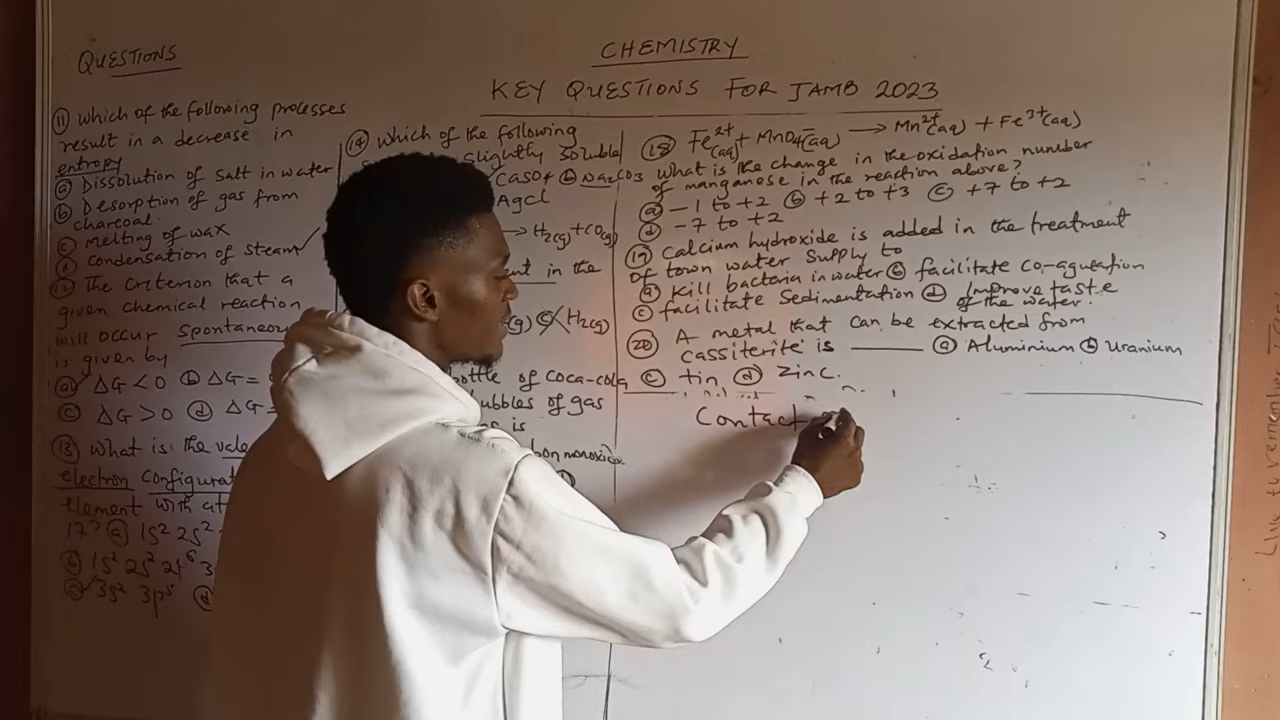 QUESTIONS
CHEMISTRY
KEY QUESTIONS FOR JAMB 2023
(11) Which of the following processes
result in a decrease in
entropy
(a) Dissolution of Salt in water
(b) Desorption of gas from
charcoal.
(c) Melting of wax
(d) Condensation of Steam ✓
(12) The Criterion that a
given chemical reaction
will occur spontaneous
is given by
(a) ΔG < 0 (b) ΔG =
(c) ΔG > 0 (d) ΔG =
(13) What is the vale
electron configurat
element with at
17? (a) 1s² 2s²
(b) 1s² 2s² 2p⁶ 3
(c) 3s² 3p⁵ (d)
(14) which of the following
slightly soluble
CaSO4 (b) Na2CO3
AgCl
→ H2(g) + CO(g)
in the
(g) (c) H2(g)
bottle of coca-cola
bubbles of gas
is
bon monoxide
(18) Fe²⁺(aq) + MnO4⁻(aq) → Mn²⁺(aq) + Fe³⁺(aq)
What is the change in the oxidation number
of manganese in the reaction above?
(a) -1 to +2 (b) +2 to +3 (c) +7 to +2
(d) -7 to +2
(19) Calcium hydroxide is added in the treatment
of town water supply to
(a) Kill bacteria in water (b) facilitate co-agulation
(c) facilitate Sedimentation (d) Improve taste
of the water.
(20) A metal that can be extracted from
cassiterite is ____ (a) Aluminium (b) Uranium
(c) tin (d) Zinc.
Contact